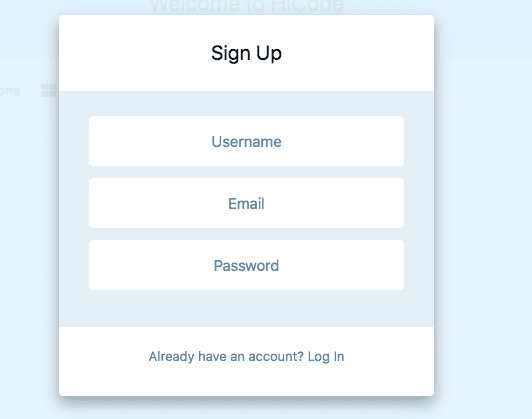 Welcome to HiCode
ons
Sign Up
Username
Email
Password
Already have an account? Log In